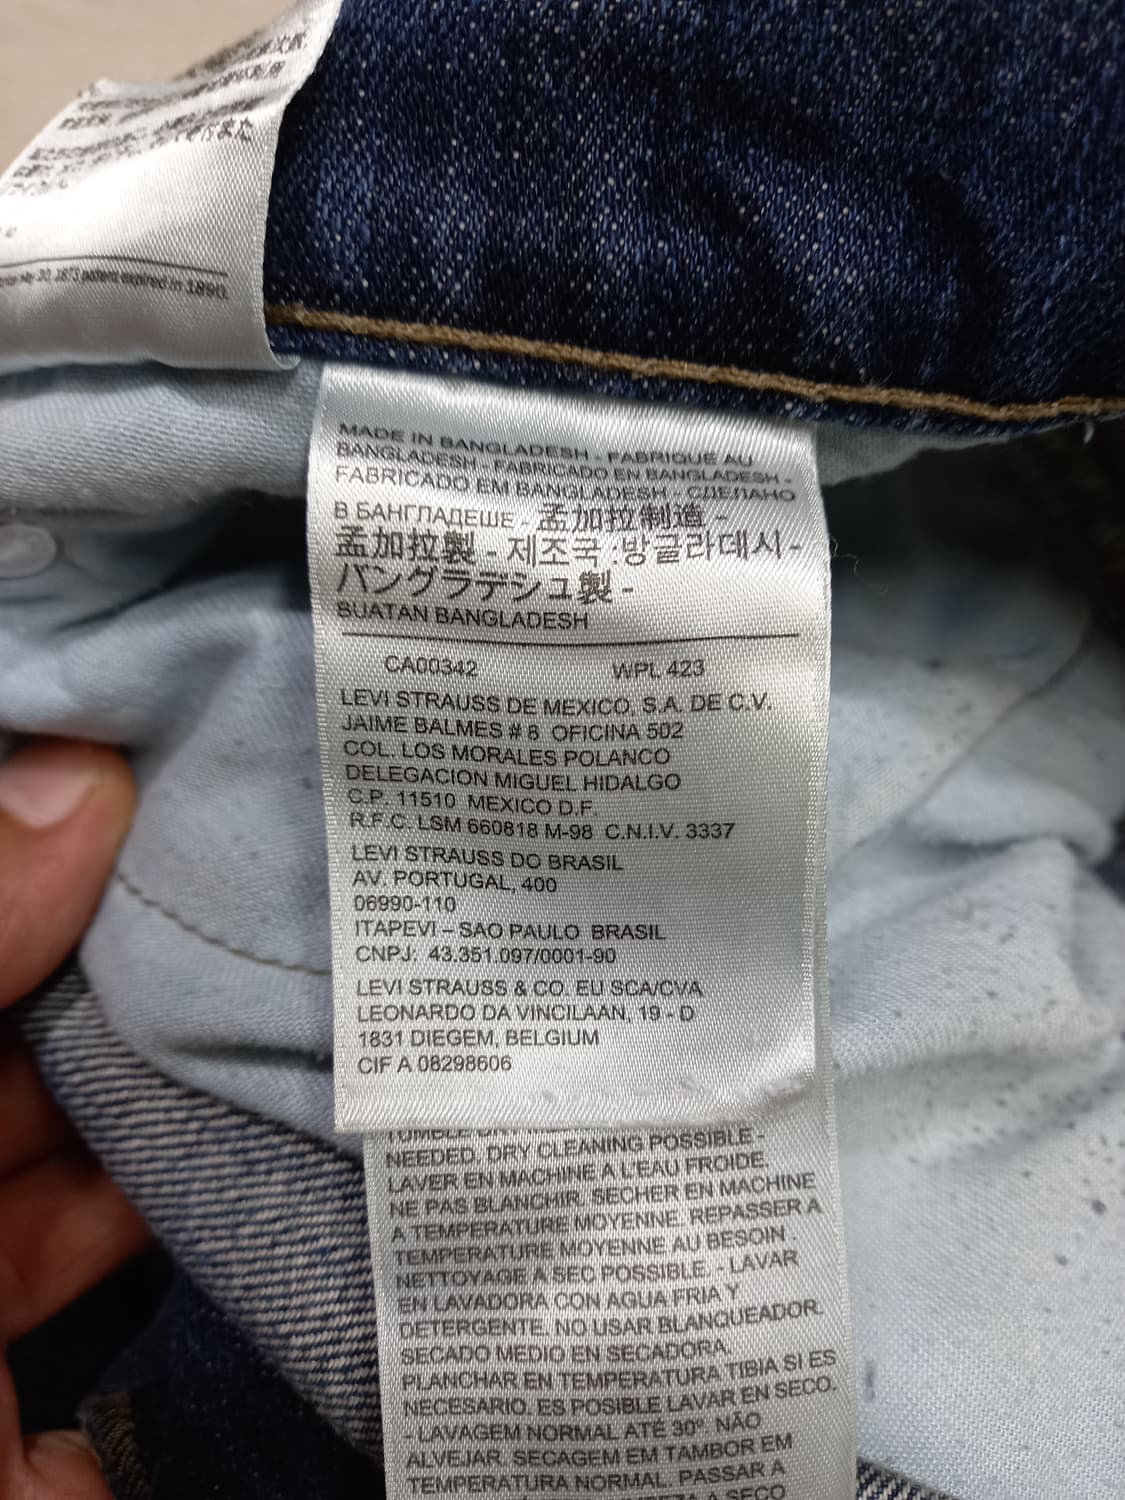 30, 1873 patent expired in 1890.
MADE IN BANGLADESH - FABRIQUÉ AU
BANGLADESH - FABRICADO EN BANGLADESH -
FABRICADO EM BANGLADESH - СДЕЛАНО
В БАНГЛАДЕШЕ - 孟加拉制造 -
孟加拉製 - 제조국 :방글라데시 -
バングラデシュ製 -
BUATAN BANGLADESH
CA00342 WPL 423
LEVI STRAUSS DE MEXICO, S.A. DE C.V.
JAIME BALMES # 8 OFICINA 502
COL. LOS MORALES POLANCO
DELEGACION MIGUEL HIDALGO
C.P. 11510 MEXICO D.F.
R.F.C. LSM 660818 M-98 C.N.I.V. 3337
LEVI STRAUSS DO BRASIL
AV. PORTUGAL, 400
06990-110
ITAPEVI – SAO PAULO BRASIL
CNPJ: 43.351.097/0001-90
LEVI STRAUSS & CO. EU SCA/CVA
LEONARDO DA VINCILAAN, 19 - D
1831 DIEGEM, BELGIUM
CIF A 08298606
TUMBLE
NEEDED. DRY CLEANING POSSIBLE -
LAVER EN MACHINE A L'EAU FROIDE.
NE PAS BLANCHIR. SECHER EN MACHINE
A TEMPERATURE MOYENNE. REPASSER A
TEMPERATURE MOYENNE AU BESOIN.
NETTOYAGE A SEC POSSIBLE. - LAVAR
EN LAVADORA CON AGUA FRIA Y
DETERGENTE. NO USAR BLANQUEADOR.
SECADO MEDIO EN SECADORA.
PLANCHAR EN TEMPERATURA TIBIA SI ES
NECESARIO. ES POSIBLE LAVAR EN SECO.
- LAVAGEM NORMAL ATÉ 30°. NÃO
ALVEJAR. SECAGEM EM TAMBOR EM
TEMPERATURA NORMAL. PASSAR A
A SECO